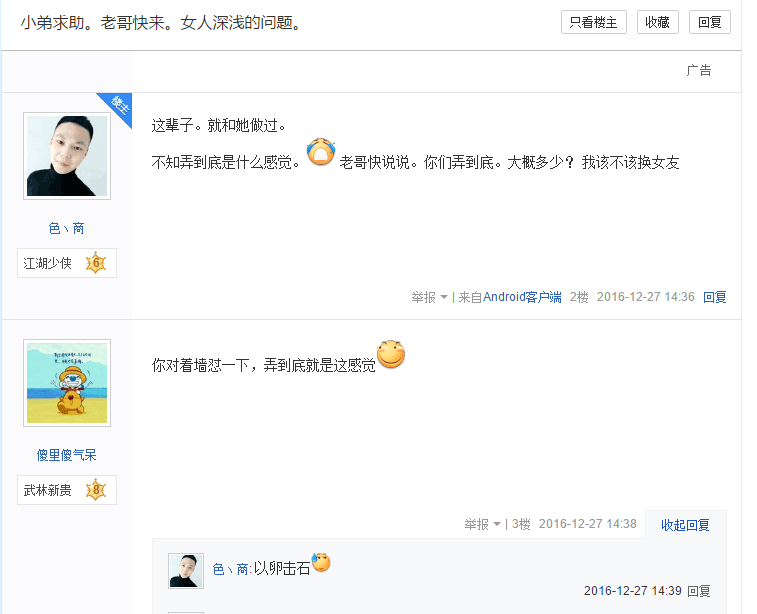 小弟求助。老哥快来。女人深浅的问题。
只看楼主 收藏 回复
广告
楼主
这辈子。就和她做过。
不知弄到底是什么感觉。 老哥快说说。你们弄到底。大概多少？我该不该换女友
色丶商
江湖少侠 6
举报 | 来自Android客户端 2楼 2016-12-27 14:36 回复
你对着墙怼一下，弄到底就是这感觉
傻里傻气呆
武林新贵 8
举报 | 3楼 2016-12-27 14:38 收起回复
色丶商:以卵击石
2016-12-27 14:39 回复